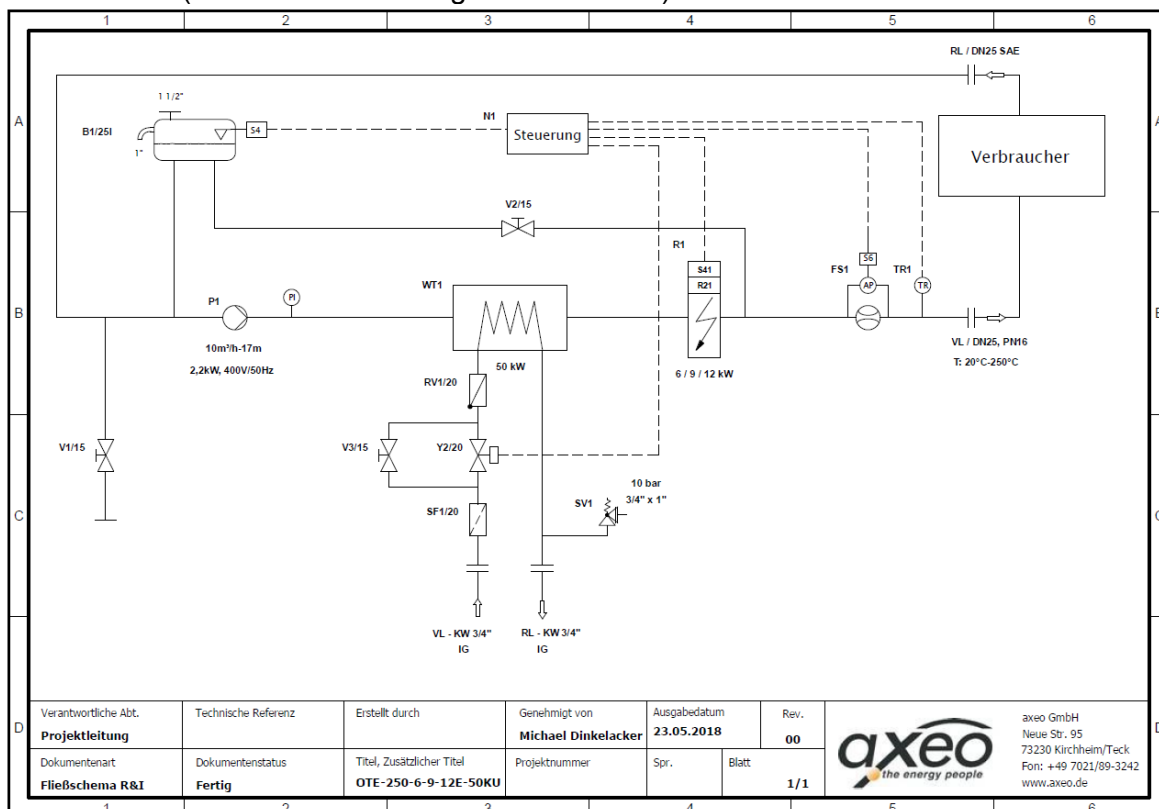 1 2 3 4 5 6
RL / DN25 SAE
1 1/2"
A
B1/25l
S4
1"
N1
Steuerung
Verbraucher
V2/15
R1
S41
R21
S6
FS1
AP
TR1
TR
WT1
P1
PI
B
10m³/h-17m
2,2kW, 400V/50Hz
50 kW
6 / 9 / 12 kW
VL / DN25, PN16
T: 20°C-250°C
RV1/20
V1/15
V3/15
Y2/20
C
SF1/20
SV1
10 bar
3/4" x 1"
VL - KW 3/4"
IG
RL - KW 3/4"
IG
D
Verantwortliche Abt.
Projektleitung
Technische Referenz
Erstellt durch
Genehmigt von
Michael Dinkelacker
Ausgabedatum
23.05.2018
Rev.
00
Dokumentenart
Fließschema R&I
Dokumentenstatus
Fertig
Titel, Zusätzlicher Titel
OTE-250-6-9-12E-50KU
Projektnummer
Spr.
Blatt
1/1
axeo
the energy people
axeo GmbH
Neue Str. 95
73230 Kirchheim/Teck
Fon: +49 7021/89-3242
www.axeo.de